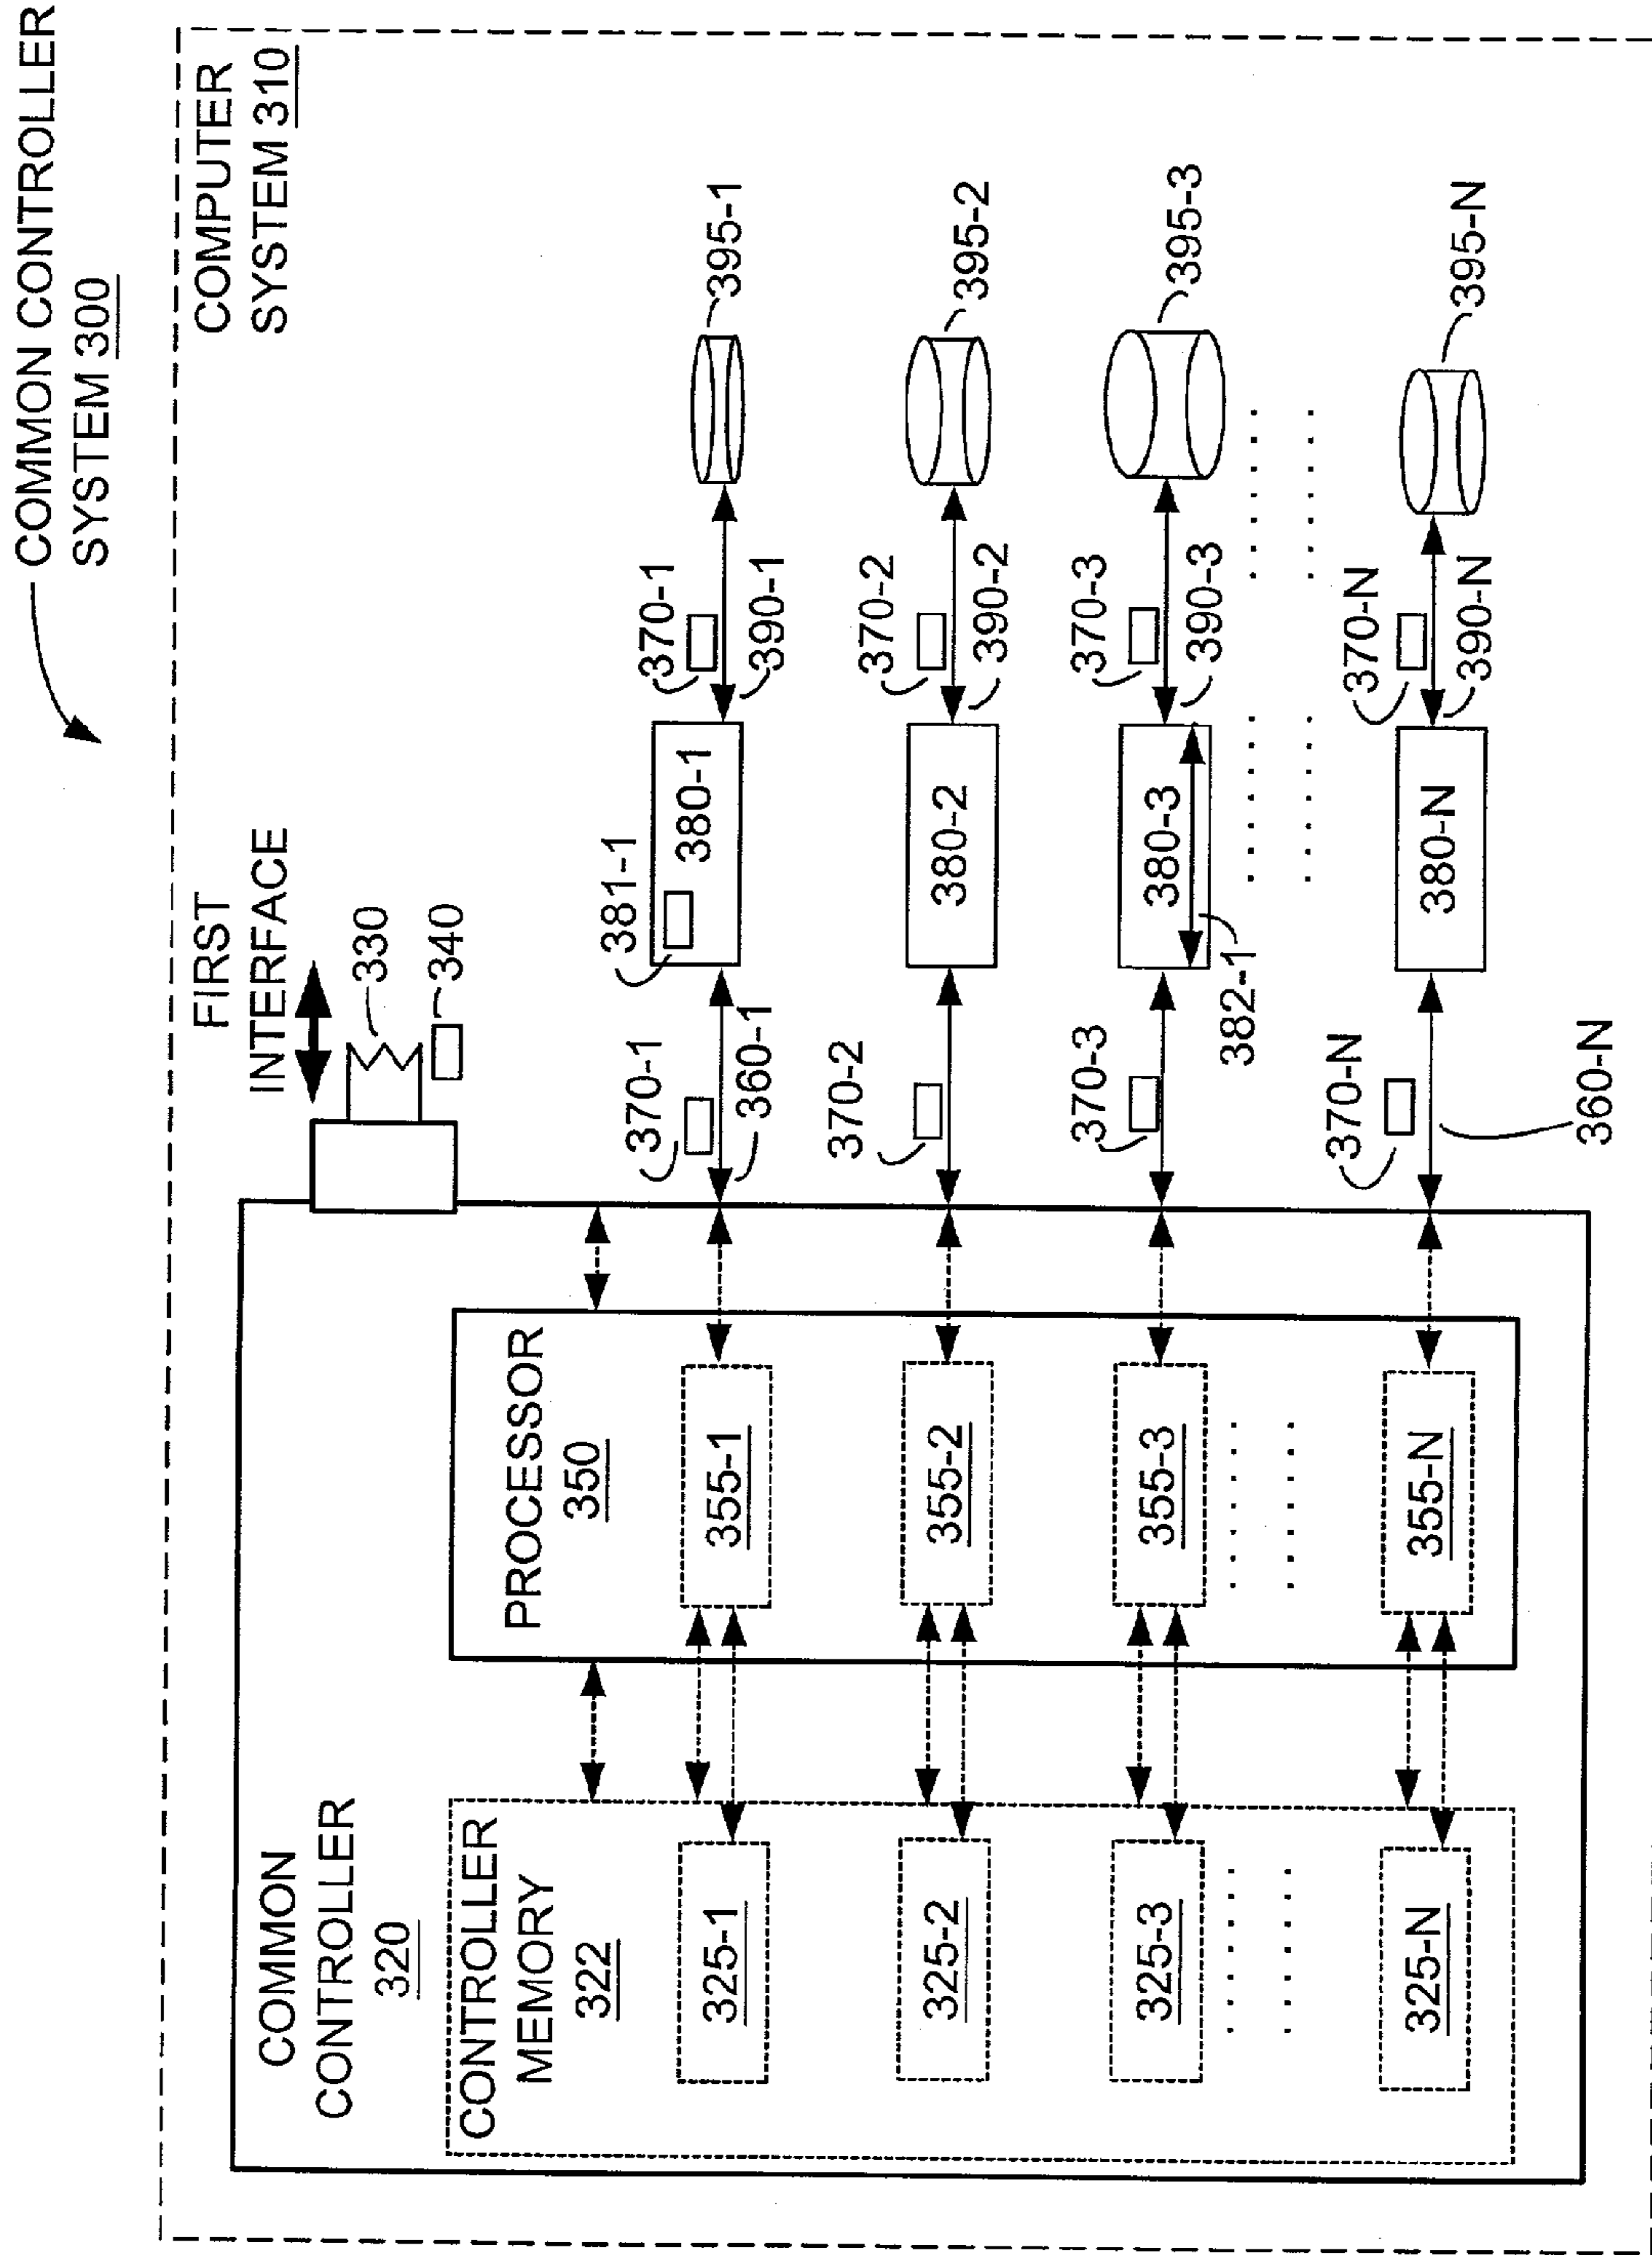 COMMON CONTROLLER
SYSTEM 300
COMPUTER
SYSTEM 310
FIRST
INTERFACE
330
340
COMMON
CONTROLLER
320
CONTROLLER
MEMORY
322
PROCESSOR
350
325-1
355-1
370-1
360-1
381-1
380-1
370-1
390-1
395-1
325-2
355-2
370-2
380-2
370-2
390-2
395-2
325-3
355-3
370-3
380-3
382-1
370-3
390-3
395-3
325-N
355-N
370-N
360-N
380-N
370-N
390-N
395-N